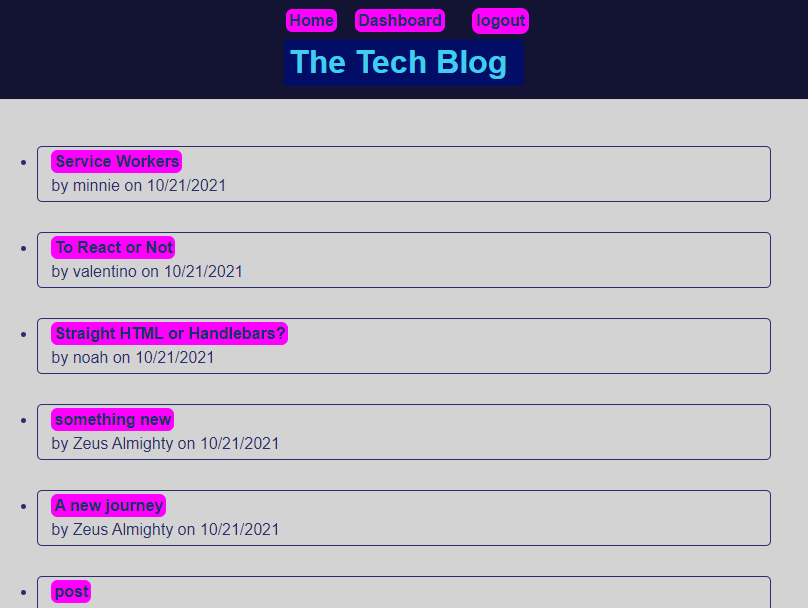 Home Dashboard logout
The Tech Blog
Service Workers
by minnie on 10/21/2021
To React or Not
by valentino on 10/21/2021
Straight HTML or Handlebars?
by noah on 10/21/2021
something new
by Zeus Almighty on 10/21/2021
A new journey
by Zeus Almighty on 10/21/2021
post